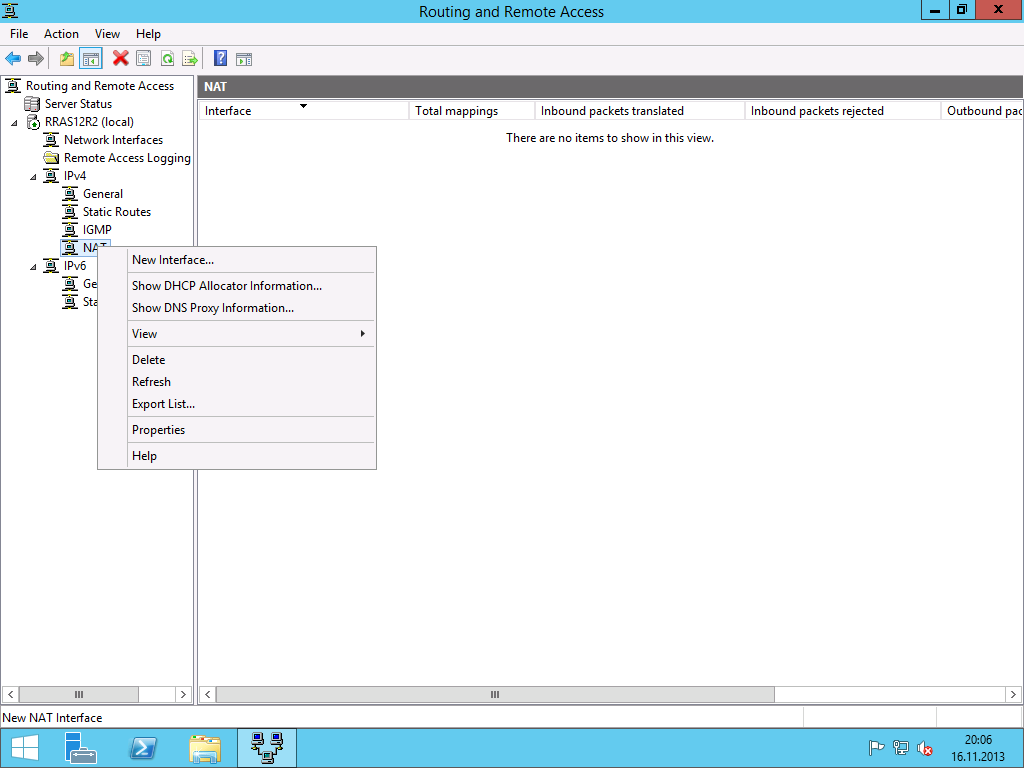 Routing and Remote Access
File Action View Help
Routing and Remote Access
Server Status
RRAS12R2 (local)
Network Interfaces
Remote Access Logging
IPv4
General
Static Routes
IGMP
NAT
IPv6
Ge
Sta
NAT
Interface Total mappings Inbound packets translated Inbound packets rejected Outbound pac
There are no items to show in this view.
New Interface...
Show DHCP Allocator Information...
Show DNS Proxy Information...
View
Delete
Refresh
Export List...
Properties
Help
New NAT Interface
20:06
16.11.2013